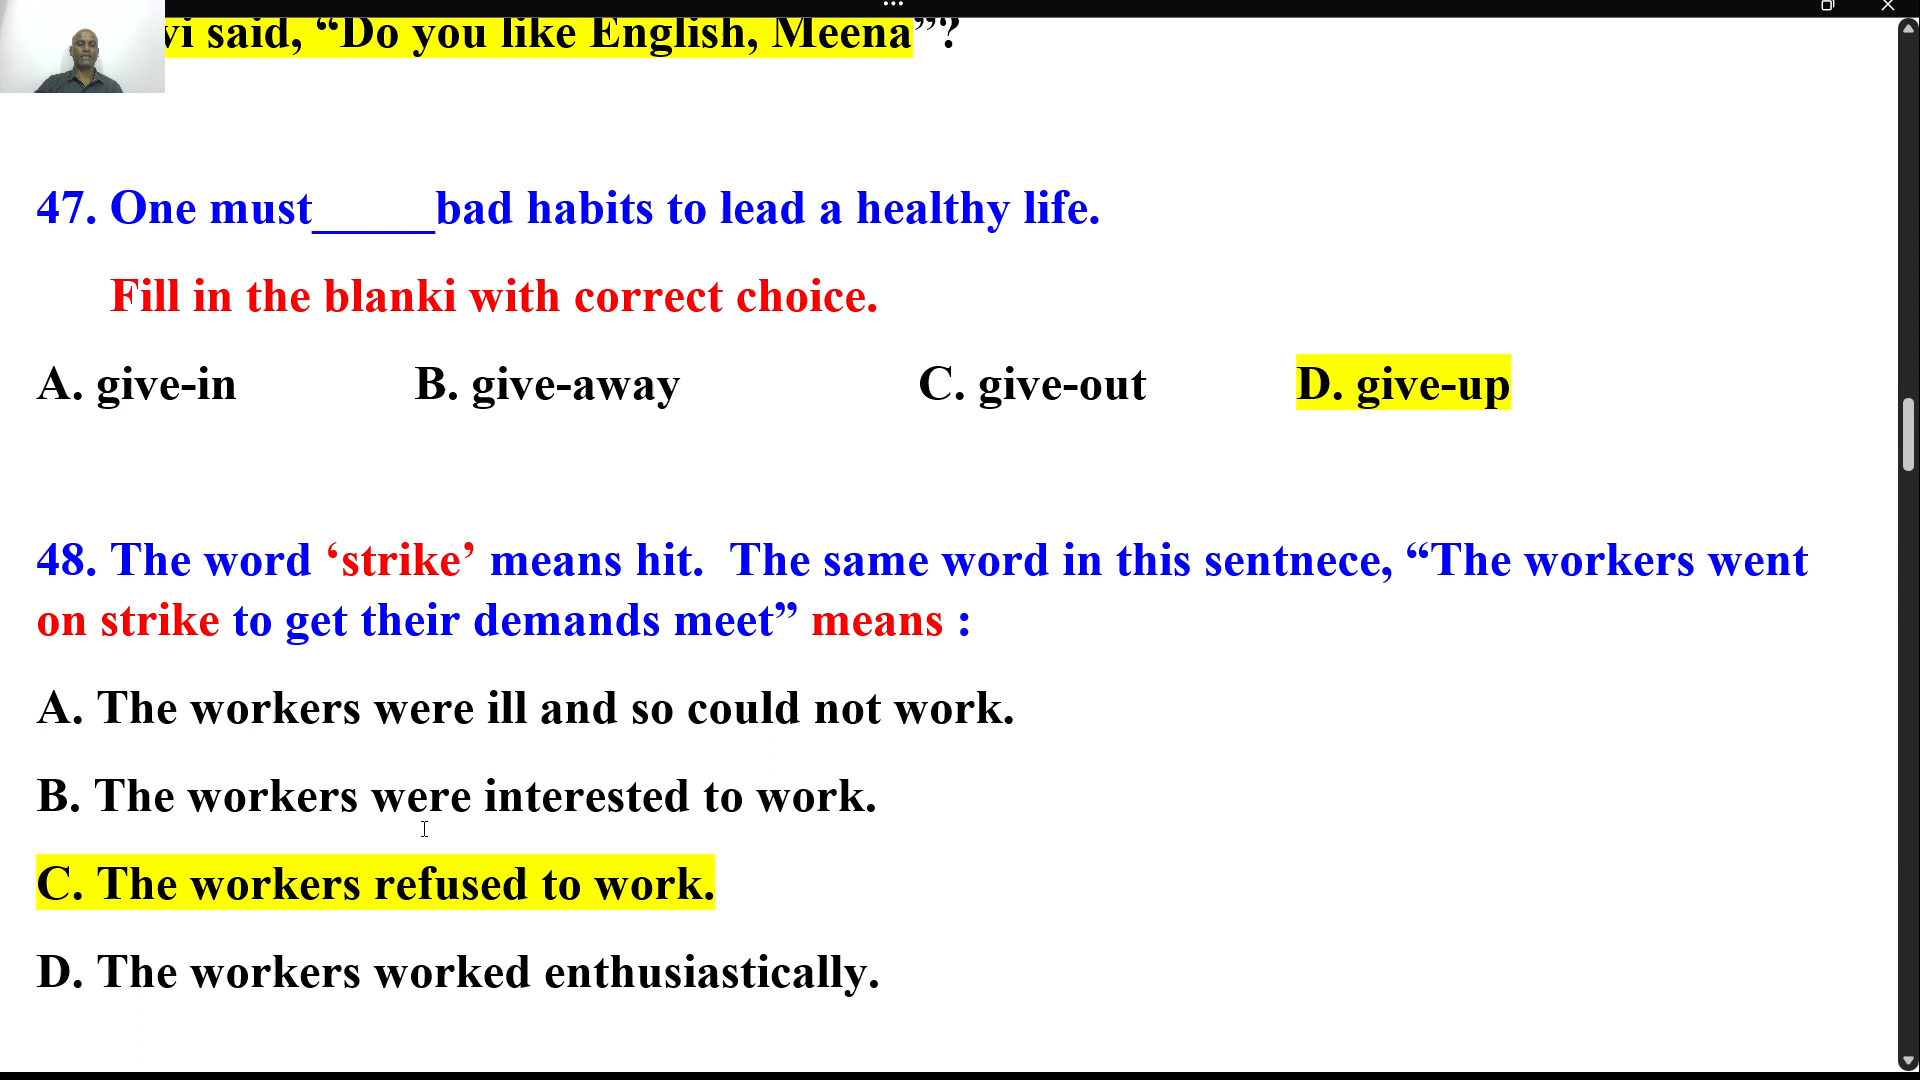 said, “Do you like English, Meena”?
47. One must_____bad habits to lead a healthy life.
Fill in the blanki with correct choice.
A. give-in B. give-away C. give-out D. give-up
48. The word ‘strike’ means hit. The same word in this sentnece, “The workers went
on strike to get their demands meet” means :
A. The workers were ill and so could not work.
B. The workers were interested to work.
C. The workers refused to work.
D. The workers worked enthusiastically.